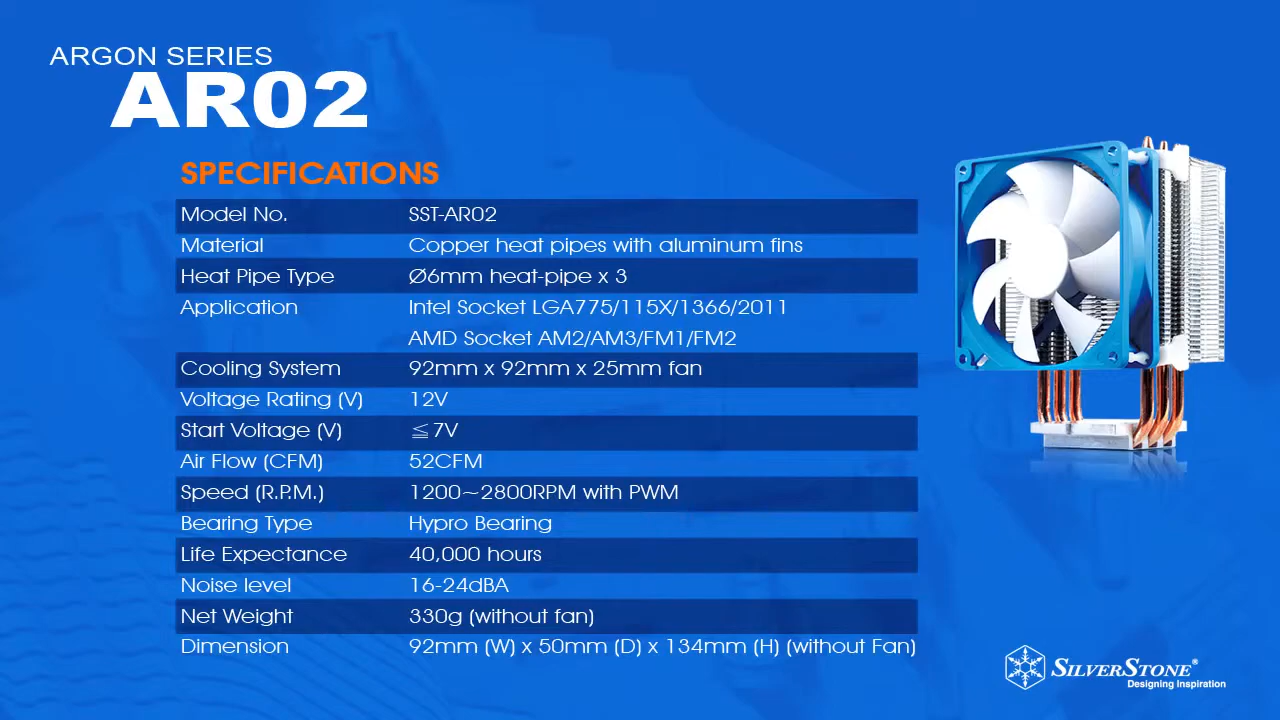 ARGON SERIES
AR02
SPECIFICATIONS
Model No. SST-AR02
Material Copper heat pipes with aluminum fins
Heat Pipe Type Ø6mm heat-pipe x 3
Application Intel Socket LGA775/115X/1366/2011
AMD Socket AM2/AM3/FM1/FM2
Cooling System 92mm x 92mm x 25mm fan
Voltage Rating (V) 12V
Start Voltage (V) ≦7V
Air Flow (CFM) 52CFM
Speed (R.P.M.) 1200~2800RPM with PWM
Bearing Type Hypro Bearing
Life Expectance 40,000 hours
Noise level 16-24dBA
Net Weight 330g (without fan)
Dimension 92mm (W) x 50mm (D) x 134mm (H) (without Fan)
SILVERSTONE®
Designing Inspiration